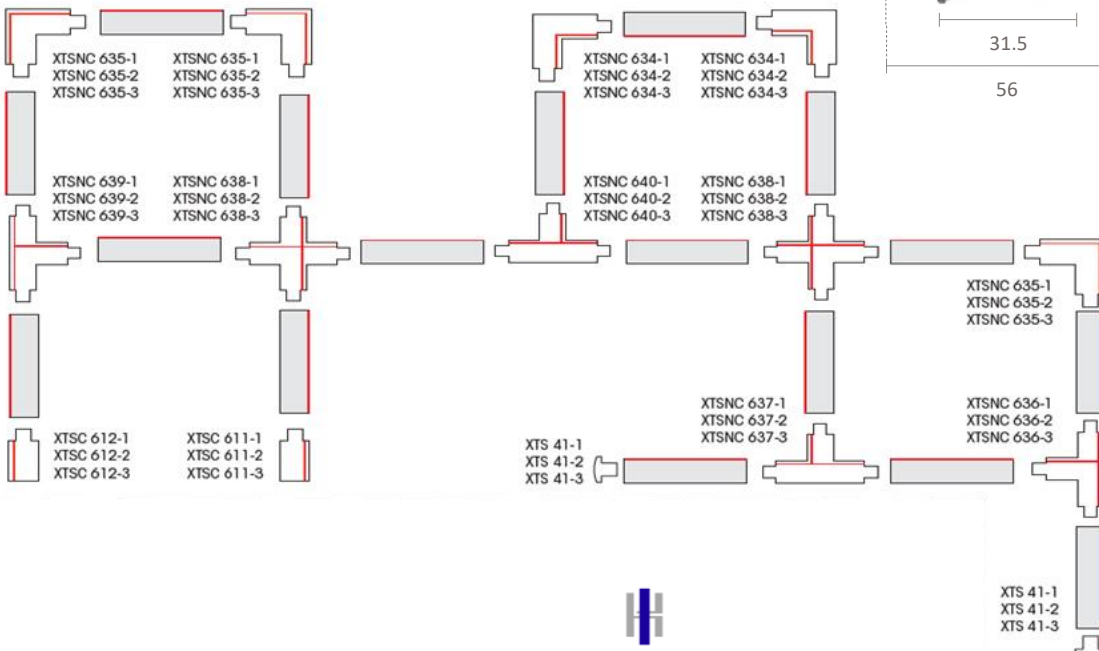 31.5
56
XTSNC 635-1 XTSNC 635-1
XTSNC 635-2 XTSNC 635-2
XTSNC 635-3 XTSNC 635-3
XTSNC 634-1 XTSNC 634-1
XTSNC 634-2 XTSNC 634-2
XTSNC 634-3 XTSNC 634-3
XTSNC 639-1 XTSNC 638-1
XTSNC 639-2 XTSNC 638-2
XTSNC 639-3 XTSNC 638-3
XTSNC 640-1 XTSNC 638-1
XTSNC 640-2 XTSNC 638-2
XTSNC 640-3 XTSNC 638-3
XTSNC 635-1
XTSNC 635-2
XTSNC 635-3
XTSNC 637-1
XTSNC 637-2
XTSNC 637-3
XTSNC 636-1
XTSNC 636-2
XTSNC 636-3
XTSC 612-1 XTSC 611-1
XTSC 612-2 XTSC 611-2
XTSC 612-3 XTSC 611-3
XTS 41-1
XTS 41-2
XTS 41-3
XTS 41-1
XTS 41-2
XTS 41-3